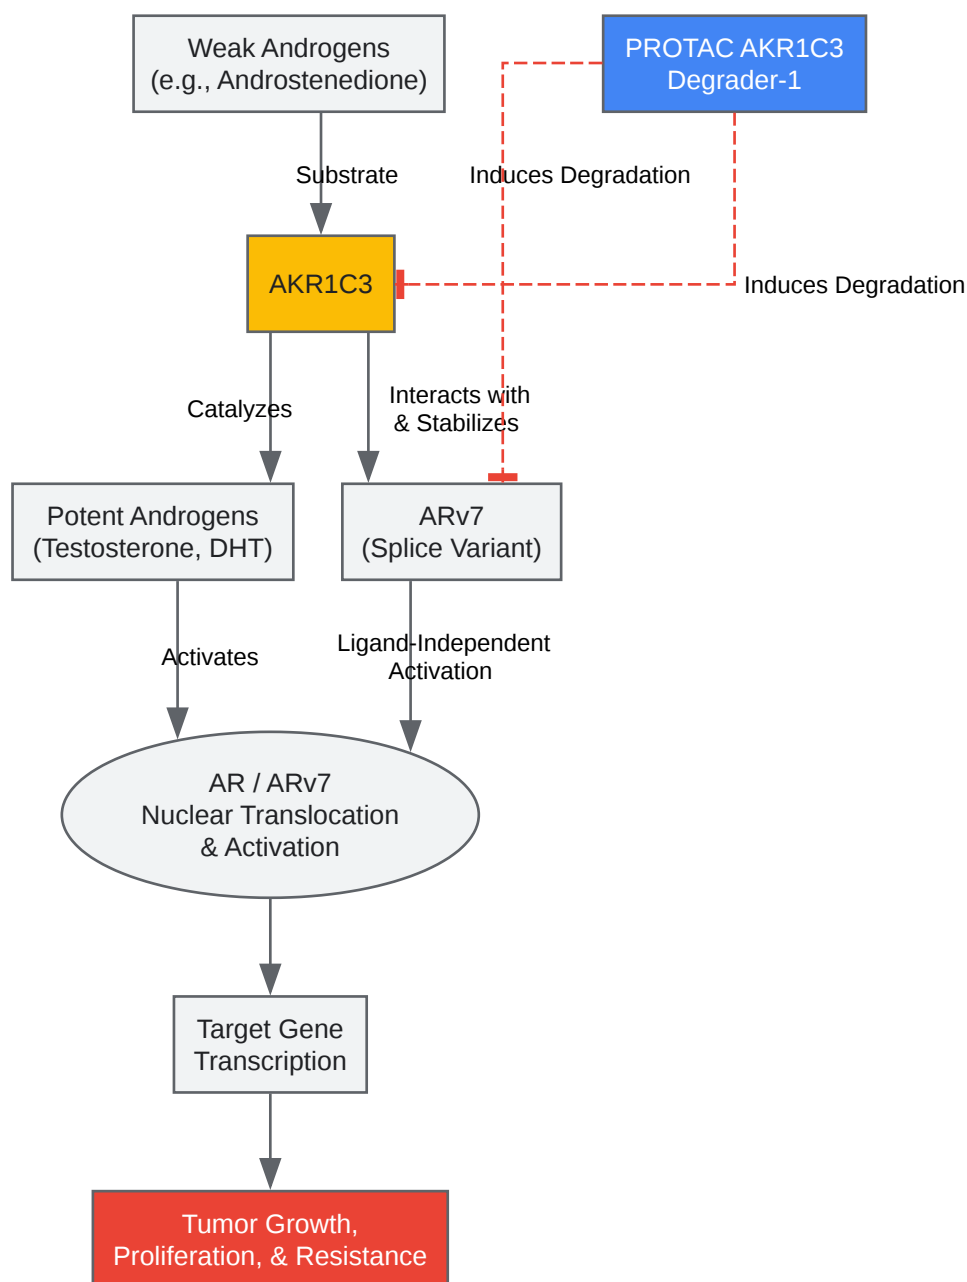 Weak Androgens
(e.g., Androstenedione)
PROTAC AKR1C3
Degrader-1
Substrate
Induces Degradation
AKR1C3
Induces Degradation
Catalyzes
Interacts with
& Stabilizes
Potent Androgens
(Testosterone, DHT)
ARv7
(Splice Variant)
Activates
Ligand-Independent
Activation
AR / ARv7
Nuclear Translocation
& Activation
Target Gene
Transcription
Tumor Growth,
Proliferation, & Resistance